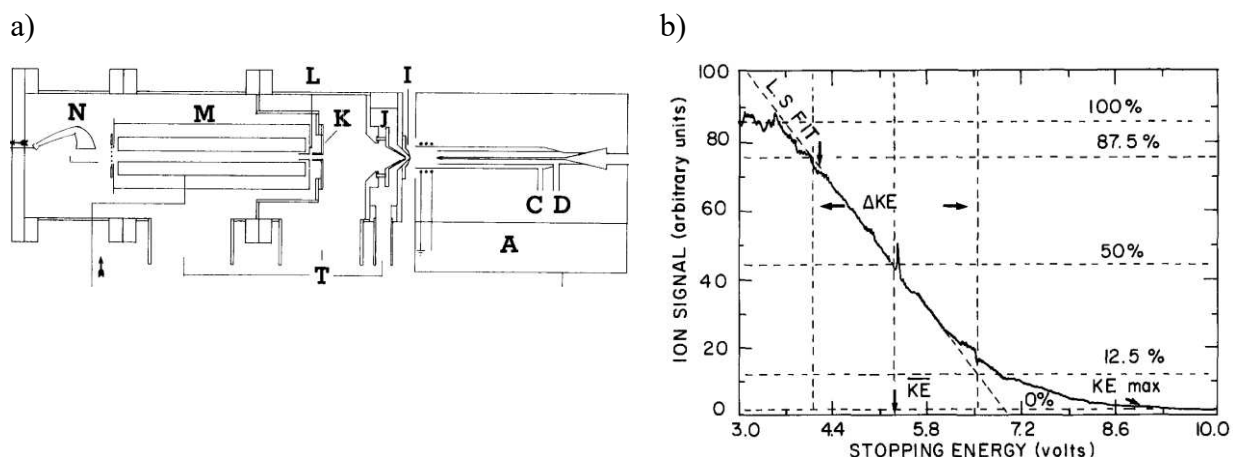 a)
b)
L
I
N
M
K
J
C
D
A
T
ION SIGNAL (arbitrary units)
100
80
60
40
20
0
L S FIT
100%
87.5 %
ΔKE
50%
12.5 %
KE
KE max
0%
3.0
4.4
5.8
7.2
8.6
10.0
STOPPING ENERGY (volts)